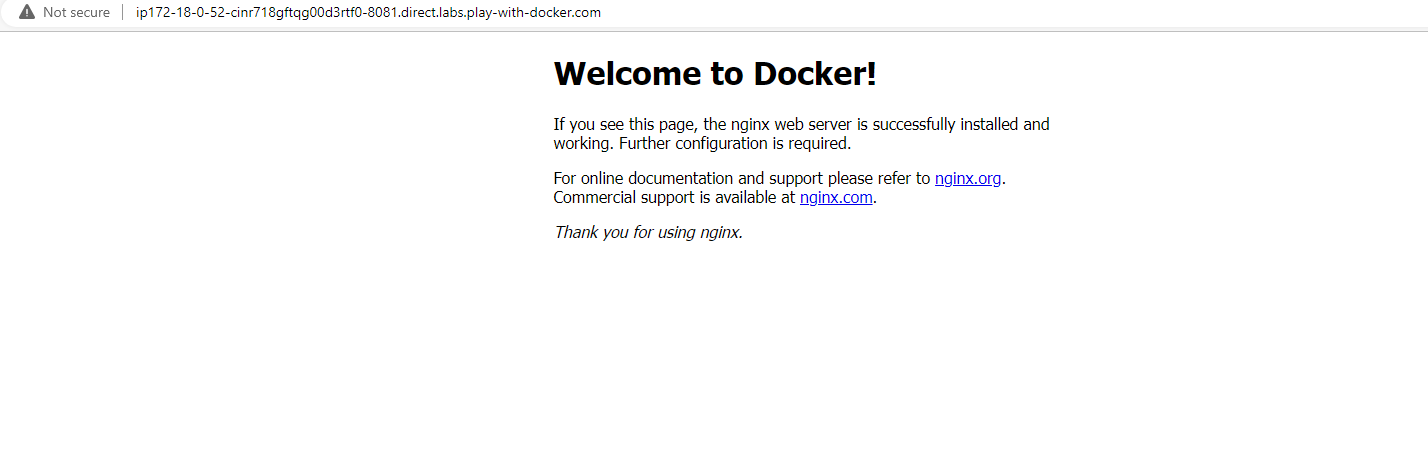 Not secure
ip172-18-0-52-cinr718gftqg00d3rtf0-8081.direct.labs.play-with-docker.com
Welcome to Docker!
If you see this page, the nginx web server is successfully installed and
working. Further configuration is required.
For online documentation and support please refer to nginx.org.
Commercial support is available at nginx.com.
Thank you for using nginx.